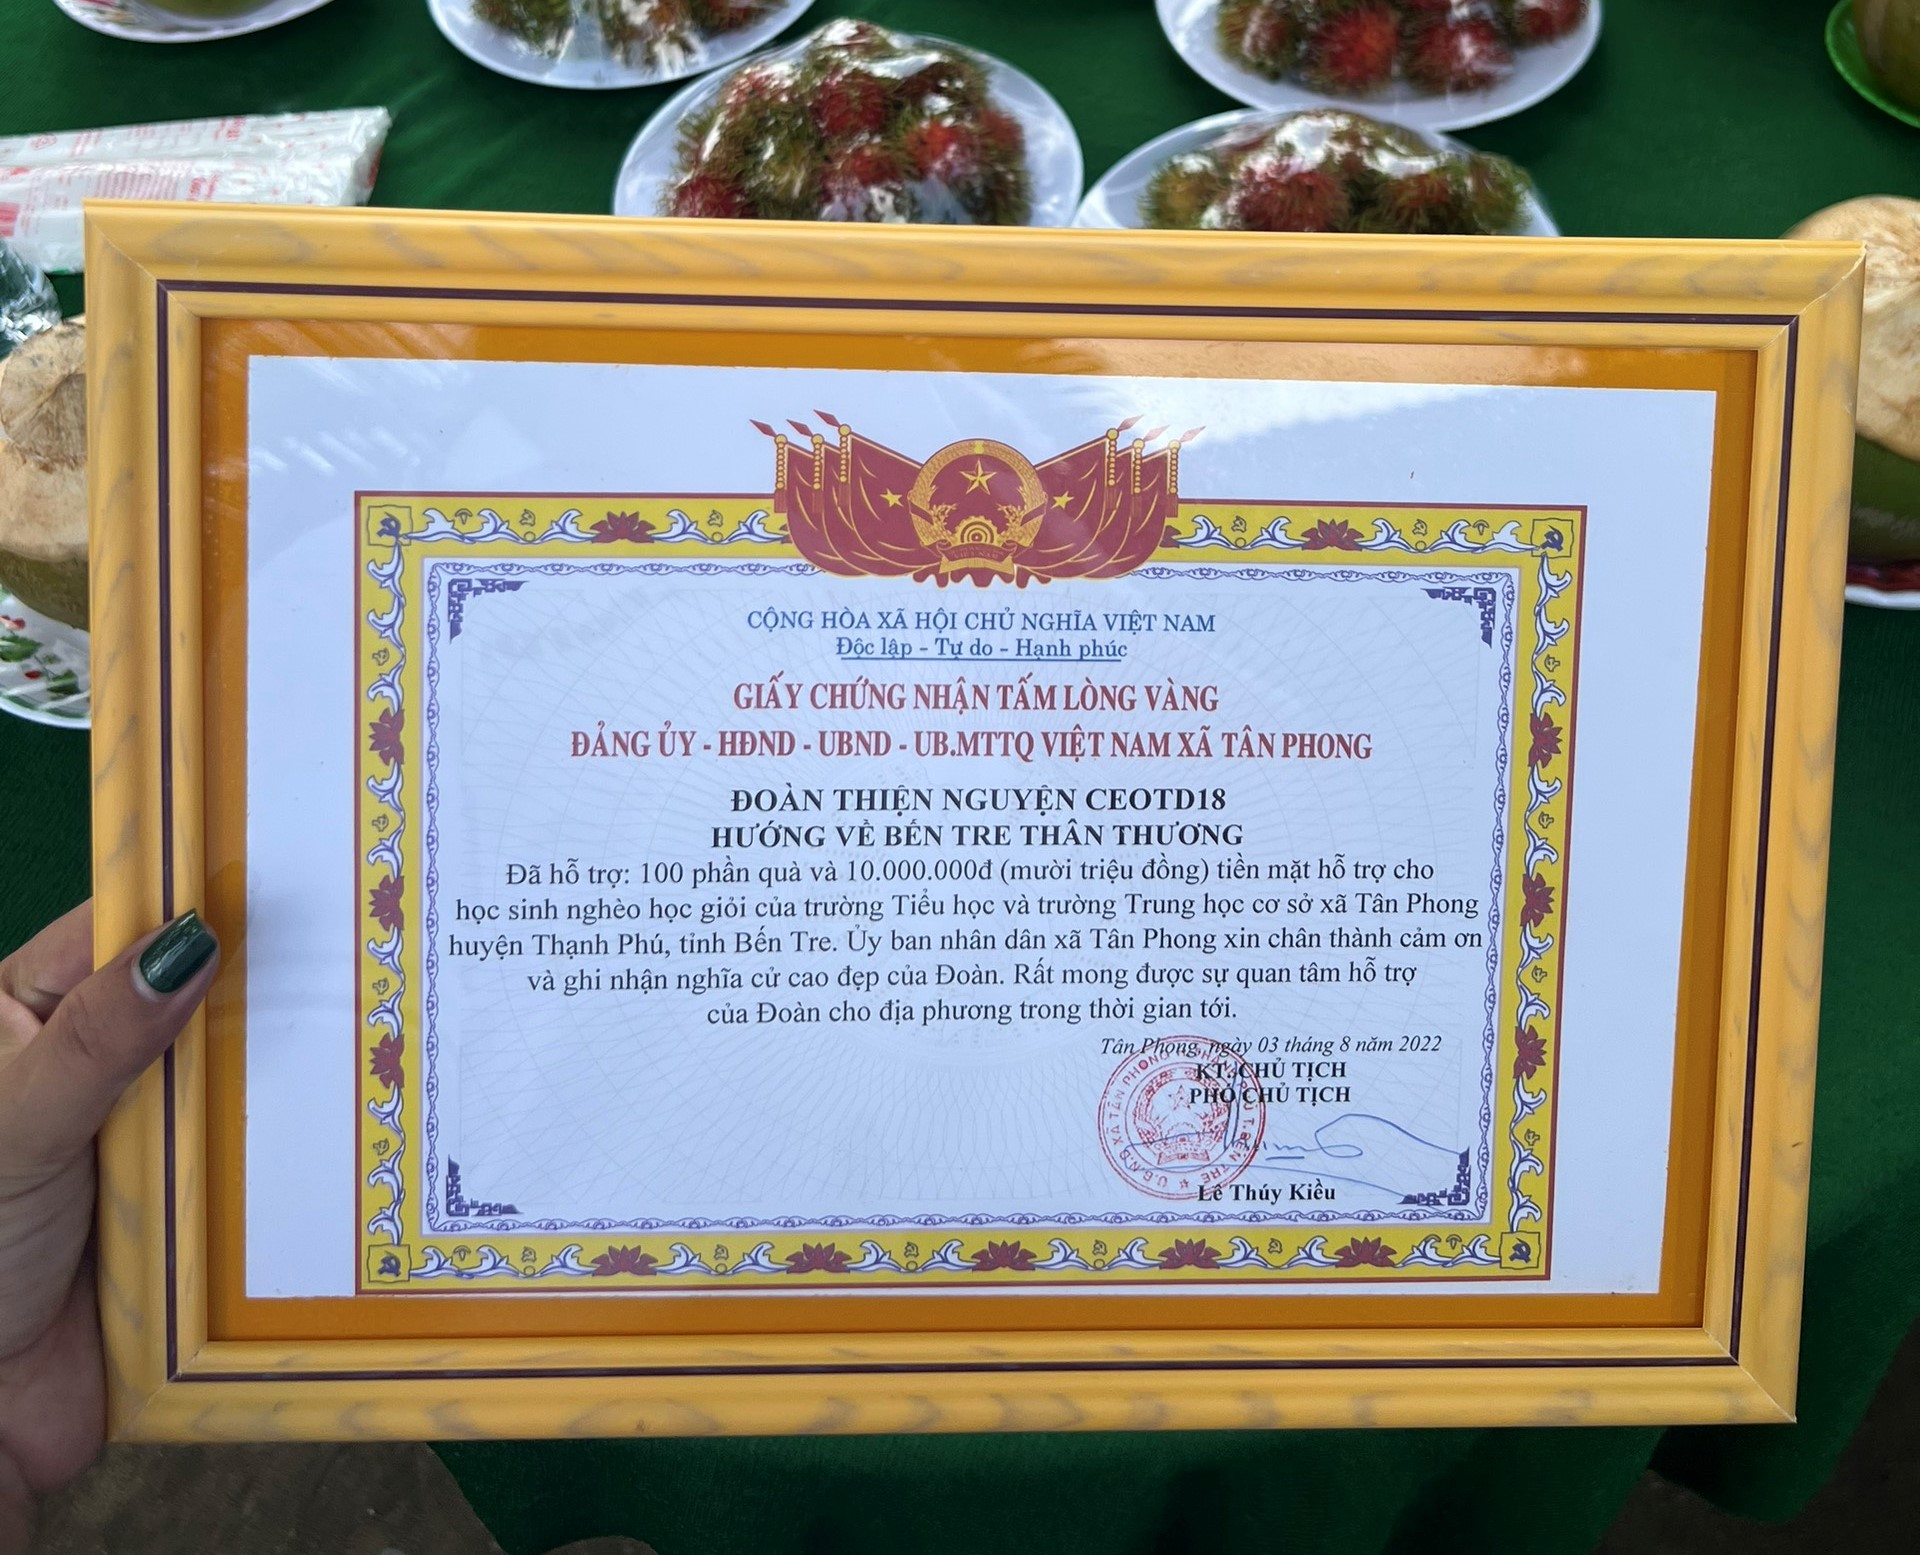 CỘNG HÒA XÃ HỘI CHỦ NGHĨA VIỆT NAM
Độc lập - Tự do - Hạnh phúc
GIẤY CHỨNG NHẬN TẤM LÒNG VÀNG
ĐẢNG ỦY - HĐND - UBND - UB.MTTQ VIỆT NAM XÃ TÂN PHONG
ĐOÀN THIỆN NGUYỆN CEOTD18
HƯỚNG VỀ BẾN TRE THÂN THƯƠNG
Đã hỗ trợ: 100 phần quà và 10.000.000đ (mười triệu đồng) tiền mặt hỗ trợ cho
học sinh nghèo học giỏi của trường Tiểu học và trường Trung học cơ sở xã Tân Phong
huyện Thạnh Phú, tỉnh Bến Tre. Ủy ban nhân dân xã Tân Phong xin chân thành cảm ơn
và ghi nhận nghĩa cử cao đẹp của Đoàn. Rất mong được sự quan tâm hỗ trợ
của Đoàn cho địa phương trong thời gian tới.
Tân Phong, ngày 03 tháng 8 năm 2022
KT. CHỦ TỊCH
PHÓ CHỦ TỊCH
U.B.N.D XÃ TÂN PHONG
BẾN TRE
Lê Thúy Kiều